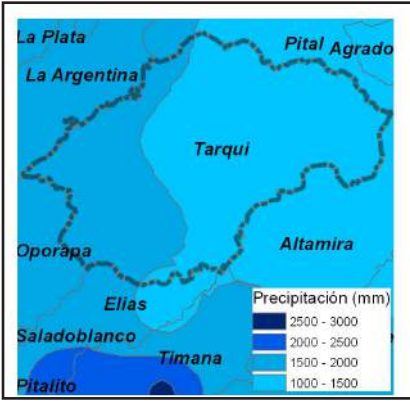 La Plata
Pital Agrado
La Argentina
Tarqui
Oporapa
Altamira
Elias
Precipitación (mm)
2500 - 3000
2000 - 2500
1500 - 2000
1000 - 1500
Saladoblanco
Timana
Pitalito